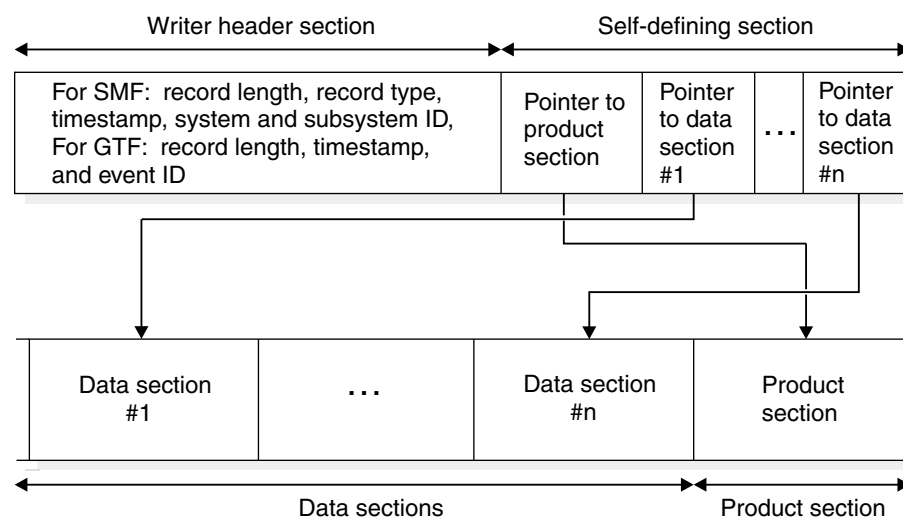 Writer header section
Self-defining section
For SMF: record length, record type,
timestamp, system and subsystem ID,
For GTF: record length, timestamp,
and event ID
Pointer to
product
section
Pointer
to data
section
#1
...
Pointer
to data
section
#n
Data section
#1
...
Data section
#n
Product
section
Data sections
Product section